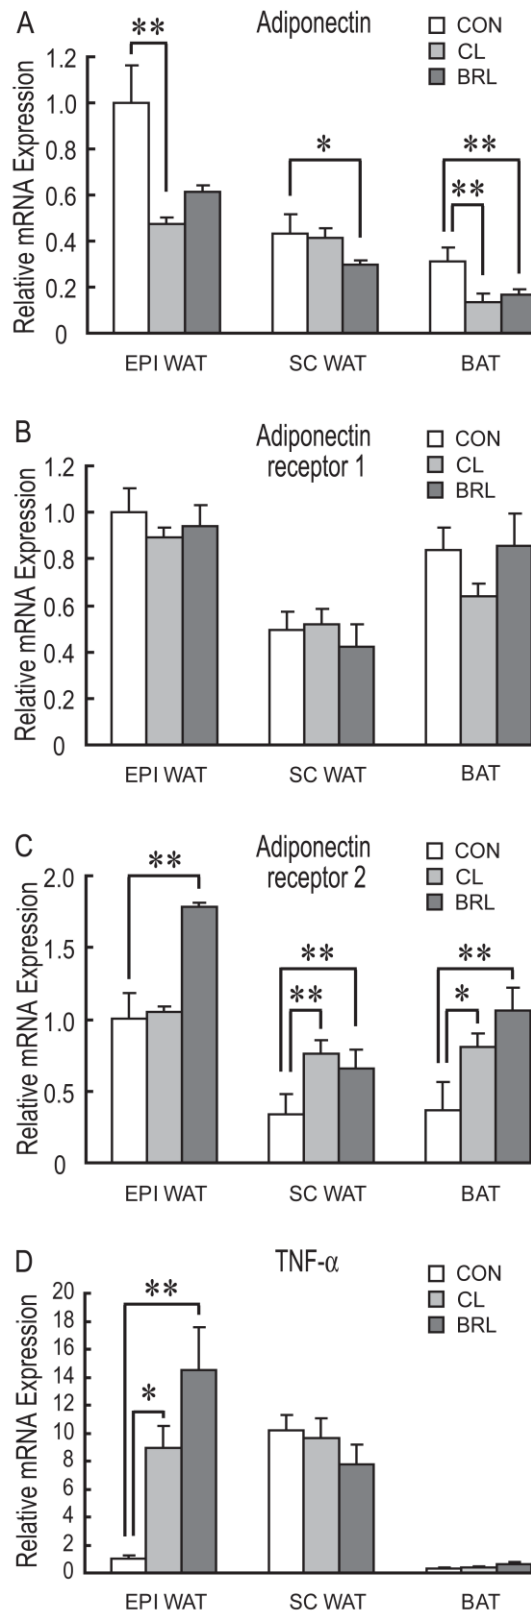 A
Adiponectin
CON
CL
BRL
**
*
**
**
Relative mRNA Expression
1.2
1.0
0.8
0.6
0.4
0.2
0
EPI WAT
SC WAT
BAT
B
Adiponectin
receptor 1
CON
CL
BRL
Relative mRNA Expression
1.2
1.0
0.8
0.6
0.4
0.2
0
EPI WAT
SC WAT
BAT
C
Adiponectin
receptor 2
CON
CL
BRL
**
**
**
**
*
Relative mRNA Expression
2.0
1.5
1.0
0.5
0
EPI WAT
SC WAT
BAT
D
TNF-α
CON
CL
BRL
**
*
Relative mRNA Expression
20
18
16
14
12
10
8
6
4
2
0
EPI WAT
SC WAT
BAT